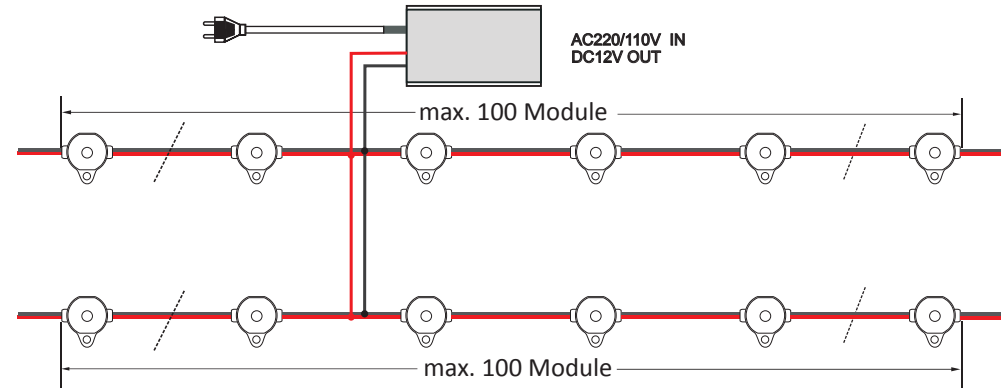 AC220/110V IN
DC12V OUT
max. 100 Module
max. 100 Module